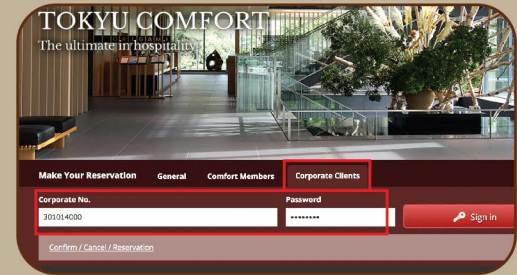 TOKYU COMFORT
The ultimate in hospitality
Make Your Reservation General Comfort Members Corporate Clients
Corporate No. Password
301014000 ••••••••
Sign in
Confirm / Cancel / Reservation